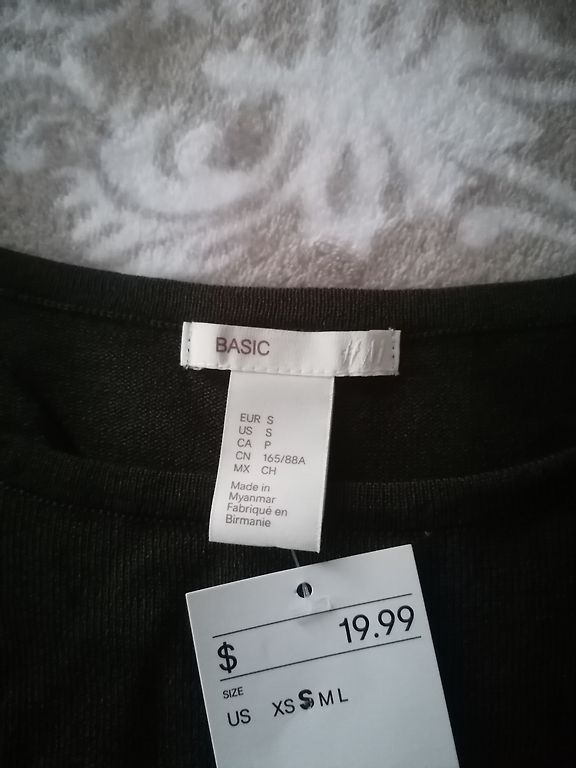 BASIC H&M
EUR S
US S
CA P
CN 165/88A
MX CH
Made in
Myanmar
Fabriqué en
Birmanie
$ 19.99
SIZE
US XS S M L